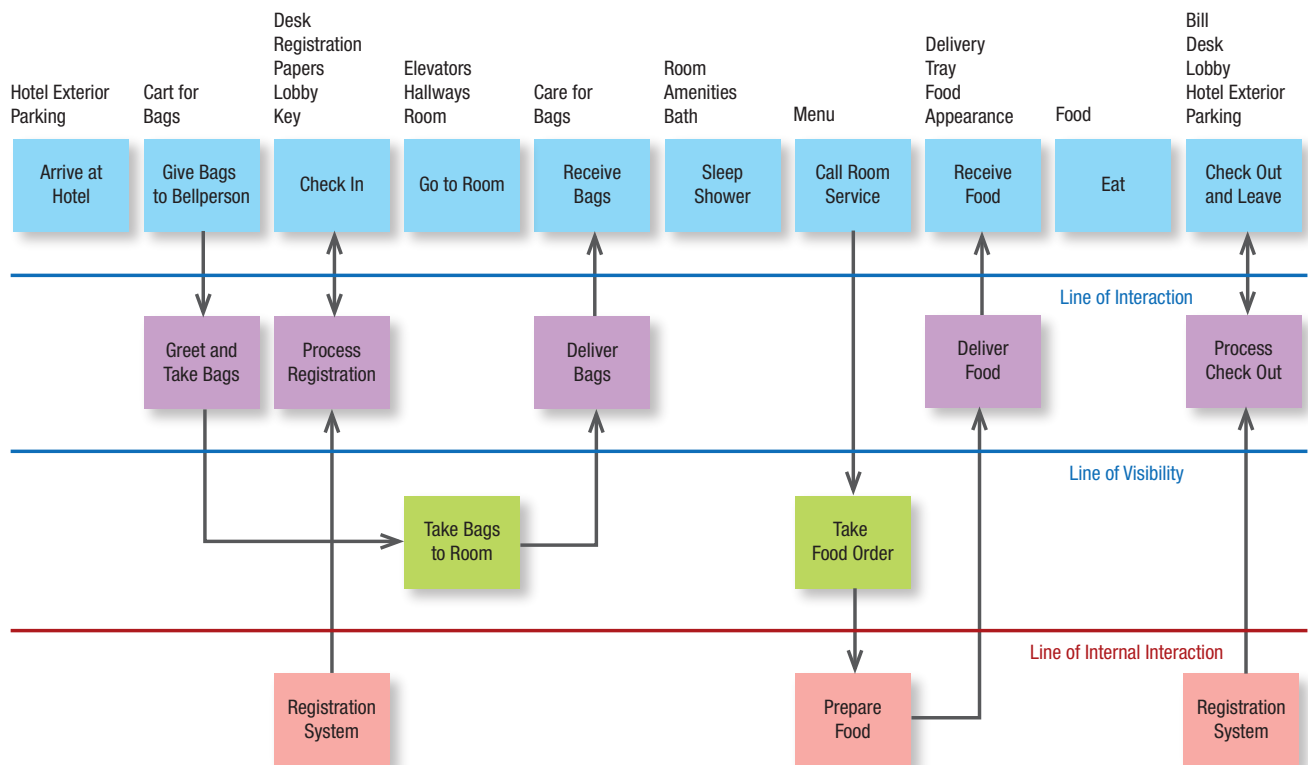 Hotel Exterior
Parking
Cart for
Bags
Desk
Registration
Papers
Lobby
Key
Elevators
Hallways
Room
Care for
Bags
Room
Amenities
Bath
Menu
Delivery
Tray
Food
Appearance
Food
Bill
Desk
Lobby
Hotel Exterior
Parking
Arrive at
Hotel
Give Bags
to Bellperson
Check In
Go to Room
Receive
Bags
Sleep
Shower
Call Room
Service
Receive
Food
Eat
Check Out
and Leave
Line of Interaction
Greet and
Take Bags
Process
Registration
Deliver
Bags
Deliver
Food
Process
Check Out
Line of Visibility
Take Bags
to Room
Take
Food Order
Line of Internal Interaction
Registration
System
Prepare
Food
Registration
System